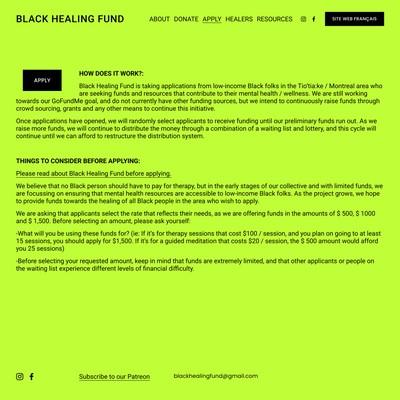 BLACK HEALING FUND
ABOUT DONATE APPLY HEALERS RESOURCES
SITE WEB FRANÇAIS
APPLY
HOW DOES IT WORK?:
Black Healing Fund is taking applications from low-income Black folks in the Tio'tia:ke / Montreal area who
are seeking funds and resources that contribute to their mental health / wellness. We are still working
towards our GoFundMe goal, and do not currently have other funding sources, but we intend to continuously raise funds through
crowd sourcing, grants and any other means to continue this initiative.
Once applications have opened, we will randomly select applicants to receive funding until our preliminary funds run out. As we
raise more funds, we will continue to distribute the money through a combination of a waiting list and lottery, and this cycle will
continue until we can afford to restructure the distribution system.
THINGS TO CONSIDER BEFORE APPLYING:
Please read about Black Healing Fund before applying.
We believe that no Black person should have to pay for therapy, but in the early stages of our collective and with limited funds, we
are focussing on ensuring that mental health resources are accessible to low-income Black folks. As the project grows, we hope
to provide funds towards the healing of all Black people in the area who wish to apply.
We are asking that applicants select the rate that reflects their needs, as we are offering funds in the amounts of $ 500, $ 1000
and $ 1,500. Before selecting an amount, please ask yourself:
-What will you be using these funds for? (ie: If it's for therapy sessions that cost $100 / session, and you plan on going to at least
15 sessions, you should apply for $1,500. If it's for a guided meditation that costs $20 / session, the $ 500 amount would afford
you 25 sessions)
-Before selecting your requested amount, keep in mind that funds are extremely limited, and that other applicants or people on
the waiting list experience different levels of financial difficulty.
Subscribe to our Patreon
blackhealingfund@gmail.com